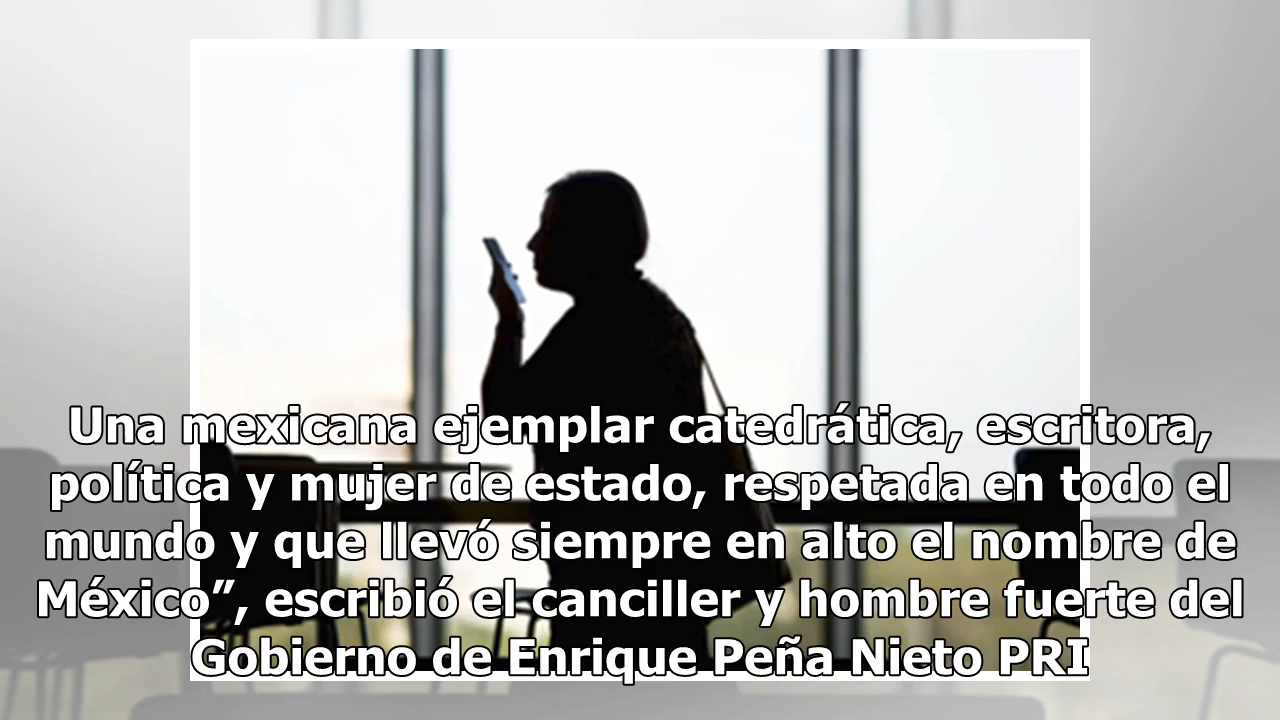 Una mexicana ejemplar catedrática, escritora,
política y mujer de estado, respetada en todo el
mundo y que llevó siempre en alto el nombre de
México”, escribió el canciller y hombre fuerte del
Gobierno de Enrique Peña Nieto PRI